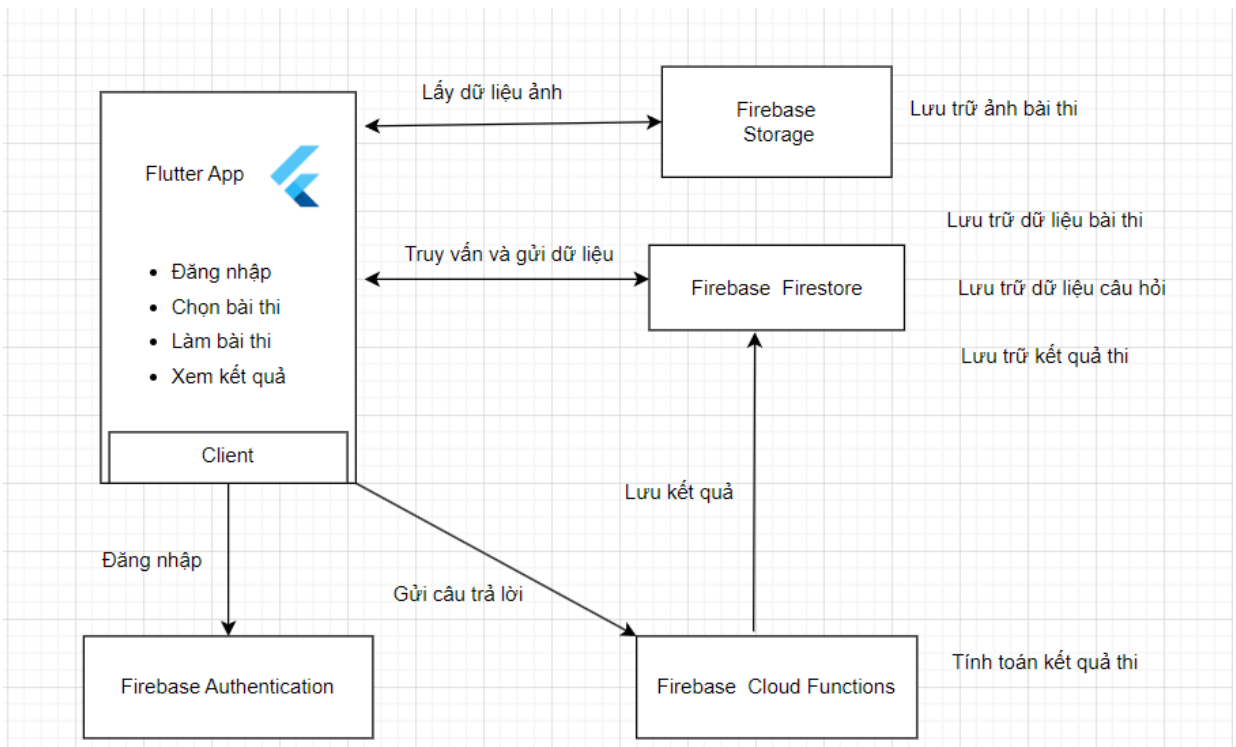 Lấy dữ liệu ảnh
Firebase
Storage
Lưu trữ ảnh bài thi
Flutter App
Truy vấn và gửi dữ liệu
Firebase Firestore
Lưu trữ dữ liệu bài thi
Lưu trữ dữ liệu câu hỏi
Lưu trữ kết quả thi
Đăng nhập
Chọn bài thi
Làm bài thi
Xem kết quả
Client
Lưu kết quả
Đăng nhập
Gửi câu trả lời
Firebase Authentication
Firebase Cloud Functions
Tính toán kết quả thi